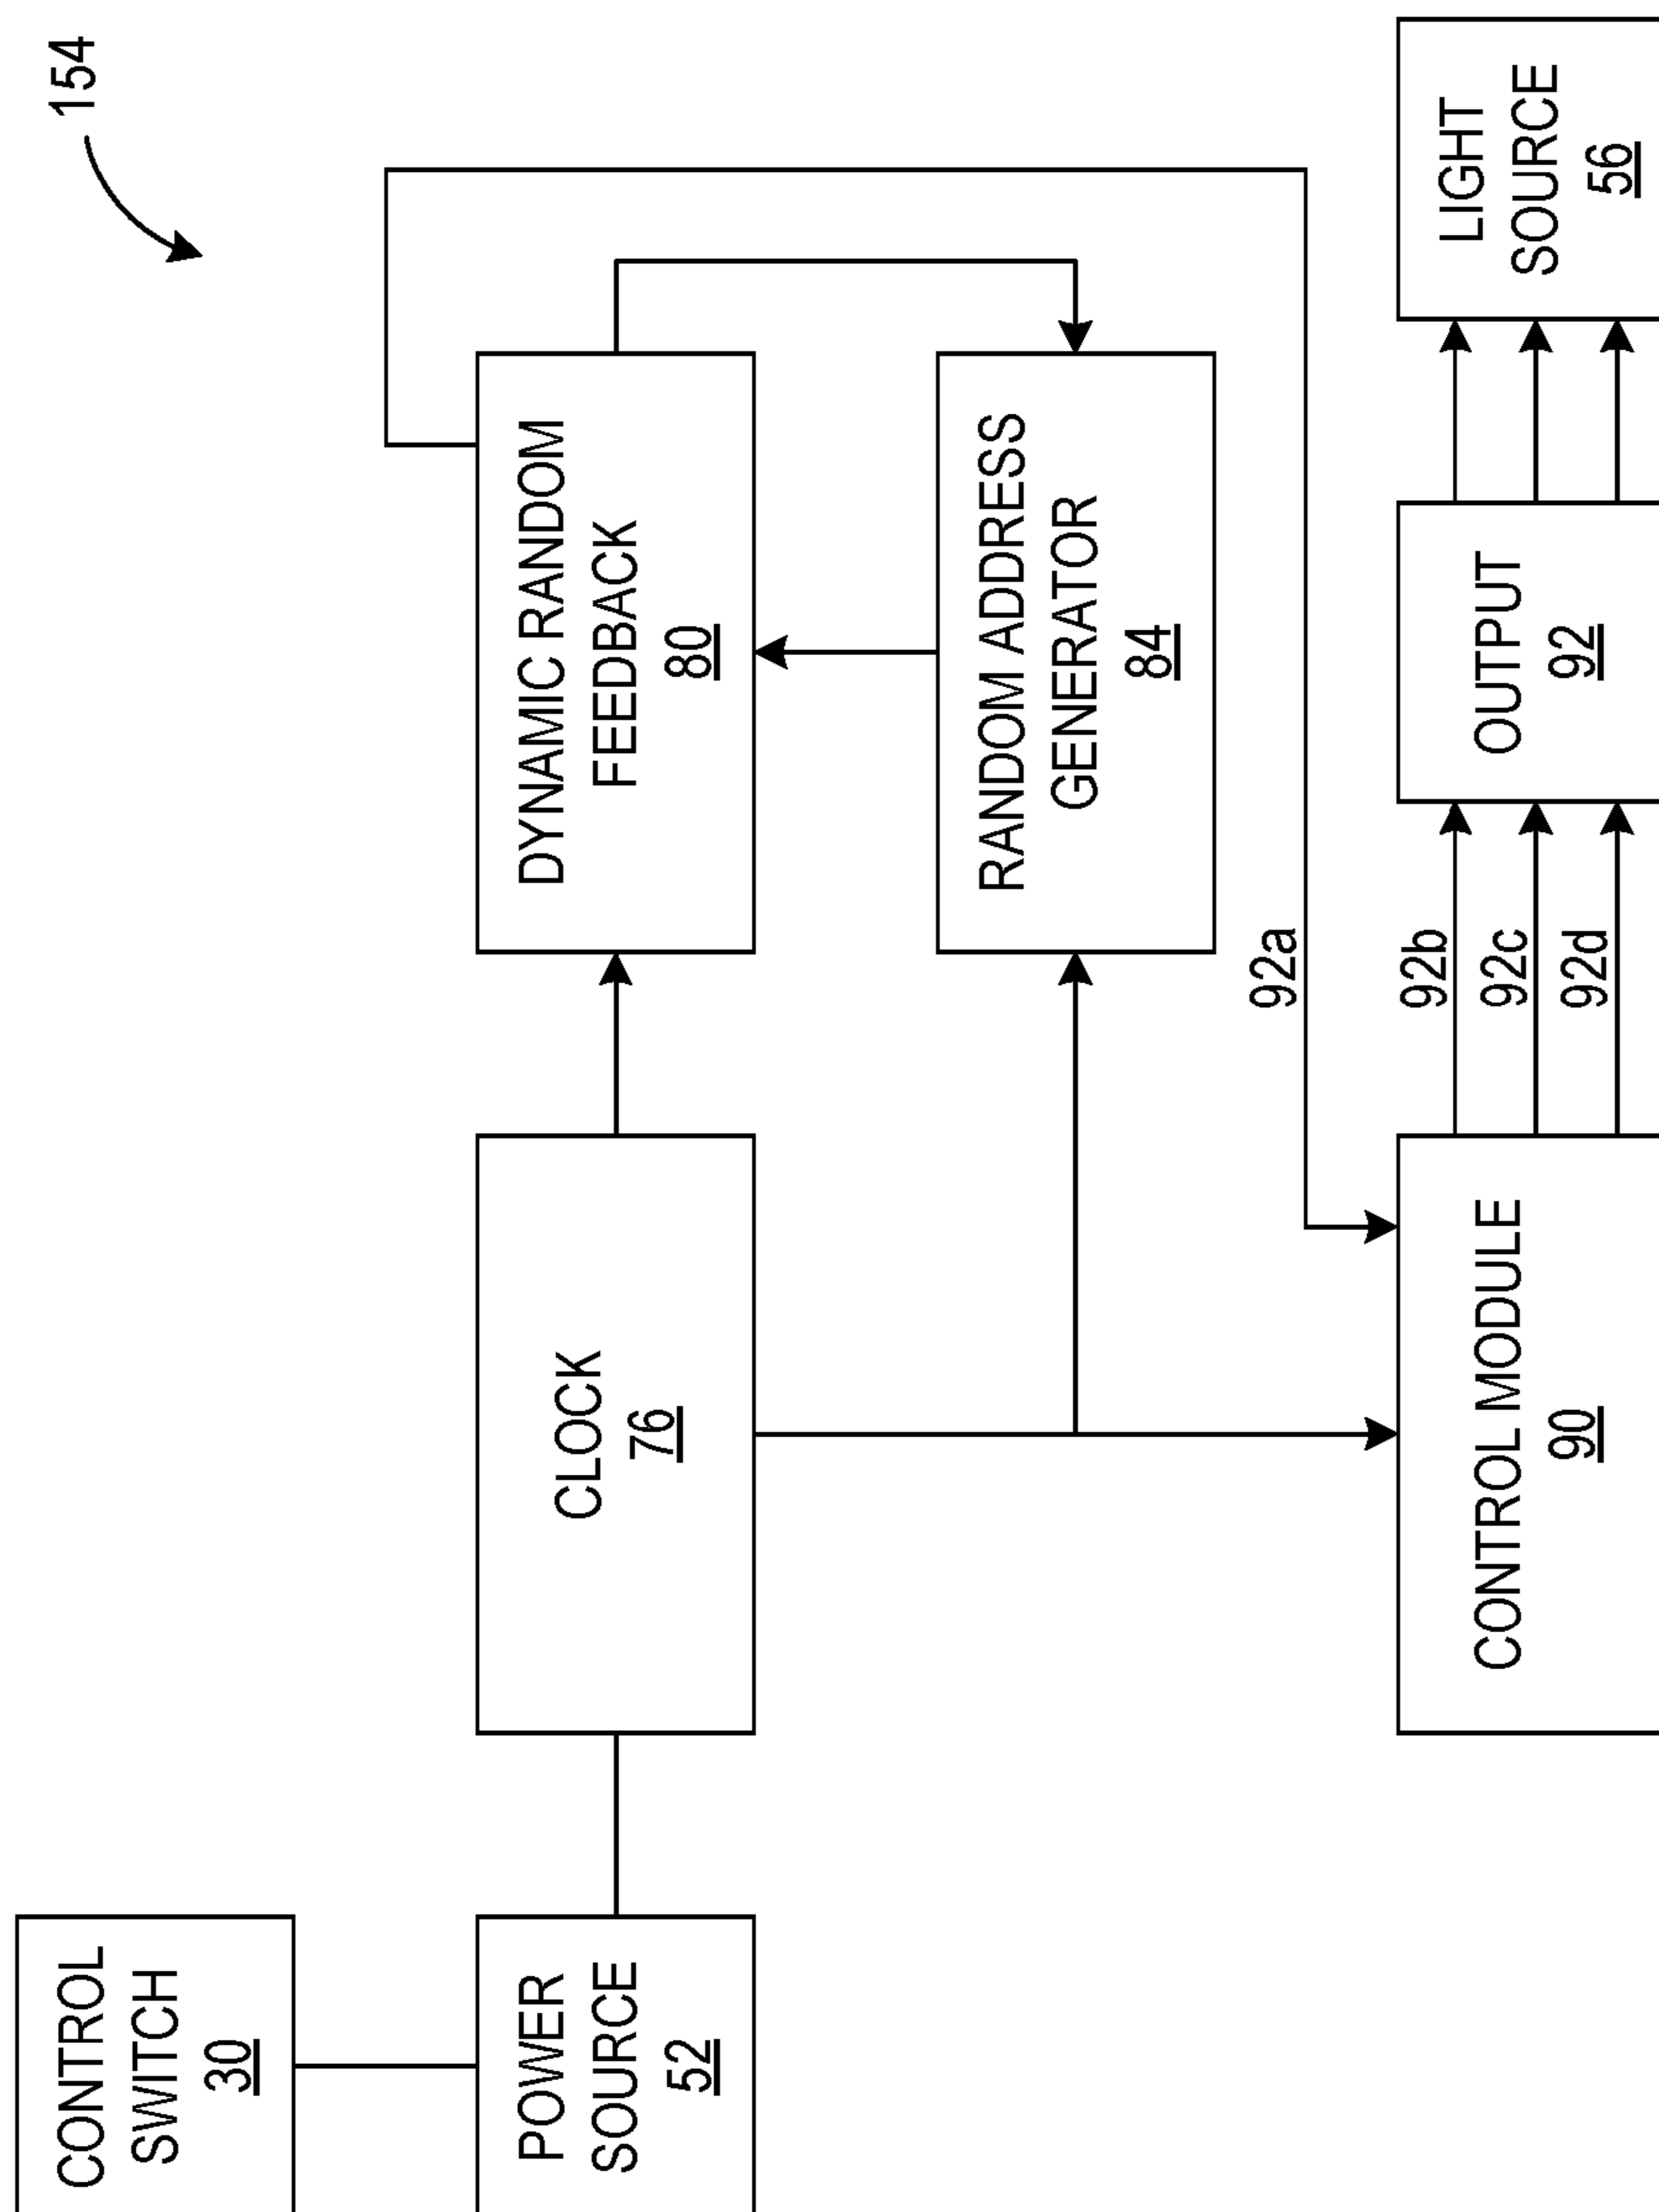 154
CONTROL
SWITCH
30
POWER
SOURCE
52
CLOCK
76
DYNAMIC RANDOM
FEEDBACK
80
RANDOM ADDRESS
GENERATOR
84
92a
CONTROL MODULE
90
92b
92c
92d
OUTPUT
92
LIGHT
SOURCE
56